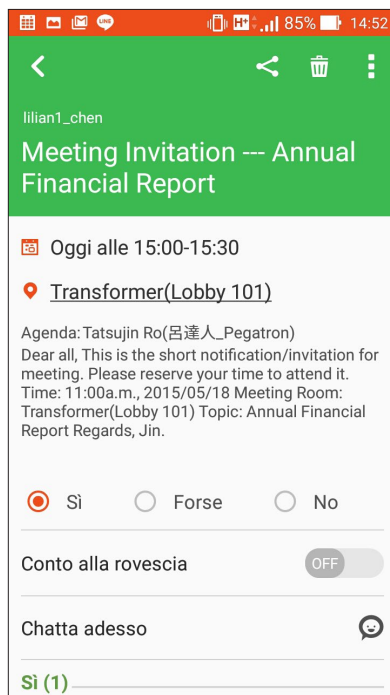 LINE H+ 85% 14:52
lilian1_chen
Meeting Invitation --- Annual
Financial Report
Oggi alle 15:00-15:30
Transformer(Lobby 101)
Agenda: Tatsujin Ro(呂達人_Pegatron)
Dear all, This is the short notification/invitation for
meeting. Please reserve your time to attend it.
Time: 11:00a.m., 2015/05/18 Meeting Room:
Transformer(Lobby 101) Topic: Annual Financial
Report Regards, Jin.
Sì Forse No
Conto alla rovescia OFF
Chatta adesso
Sì (1)